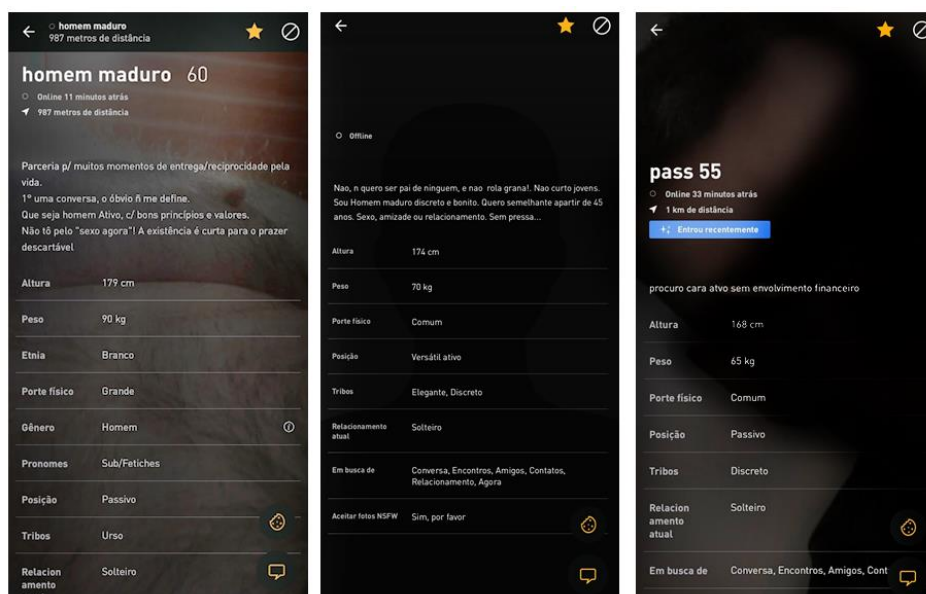 homem maduro
987 metros de distância
homem maduro 60
Online 11 minutos atrás
987 metros de distância
Parceria p/ muitos momentos de entrega/reciprocidade pela
vida.
1º uma conversa, o óbvio ñ me define.
Que seja homem Ativo, c/ bons princípios e valores.
Não tô pelo "sexo agora"! A existência é curta para o prazer
descartável
Altura 179 cm
Peso 90 kg
Etnia Branco
Porte físico Grande
Gênero Homem
Pronomes Sub/Fetiches
Posição Passivo
Tribos Urso
Relacion
amento Solteiro
Offline
Nao, n quero ser pai de ninguem, e nao rola grana!. Nao curto jovens.
Sou Homem maduro discreto e bonito. Quero semelhante apartir de 45
anos. Sexo, amizade ou relacionamento. Sem pressa...
Altura 174 cm
Peso 70 kg
Porte físico Comum
Posição Versátil ativo
Tribos Elegante, Discreto
Relacionamento
atual Solteiro
Em busca de Conversa, Encontros, Amigos, Contatos,
Relacionamento, Agora
Aceitar fotos NSFW Sim, por favor
pass 55
Online 33 minutos atrás
1 km de distância
Entrou recentemente
procuro cara atvo sem envolvimento financeiro
Altura 168 cm
Peso 65 kg
Porte físico Comum
Posição Passivo
Tribos Discreto
Relacion
amento
atual Solteiro
Em busca de Conversa, Encontros, Amigos, Cont